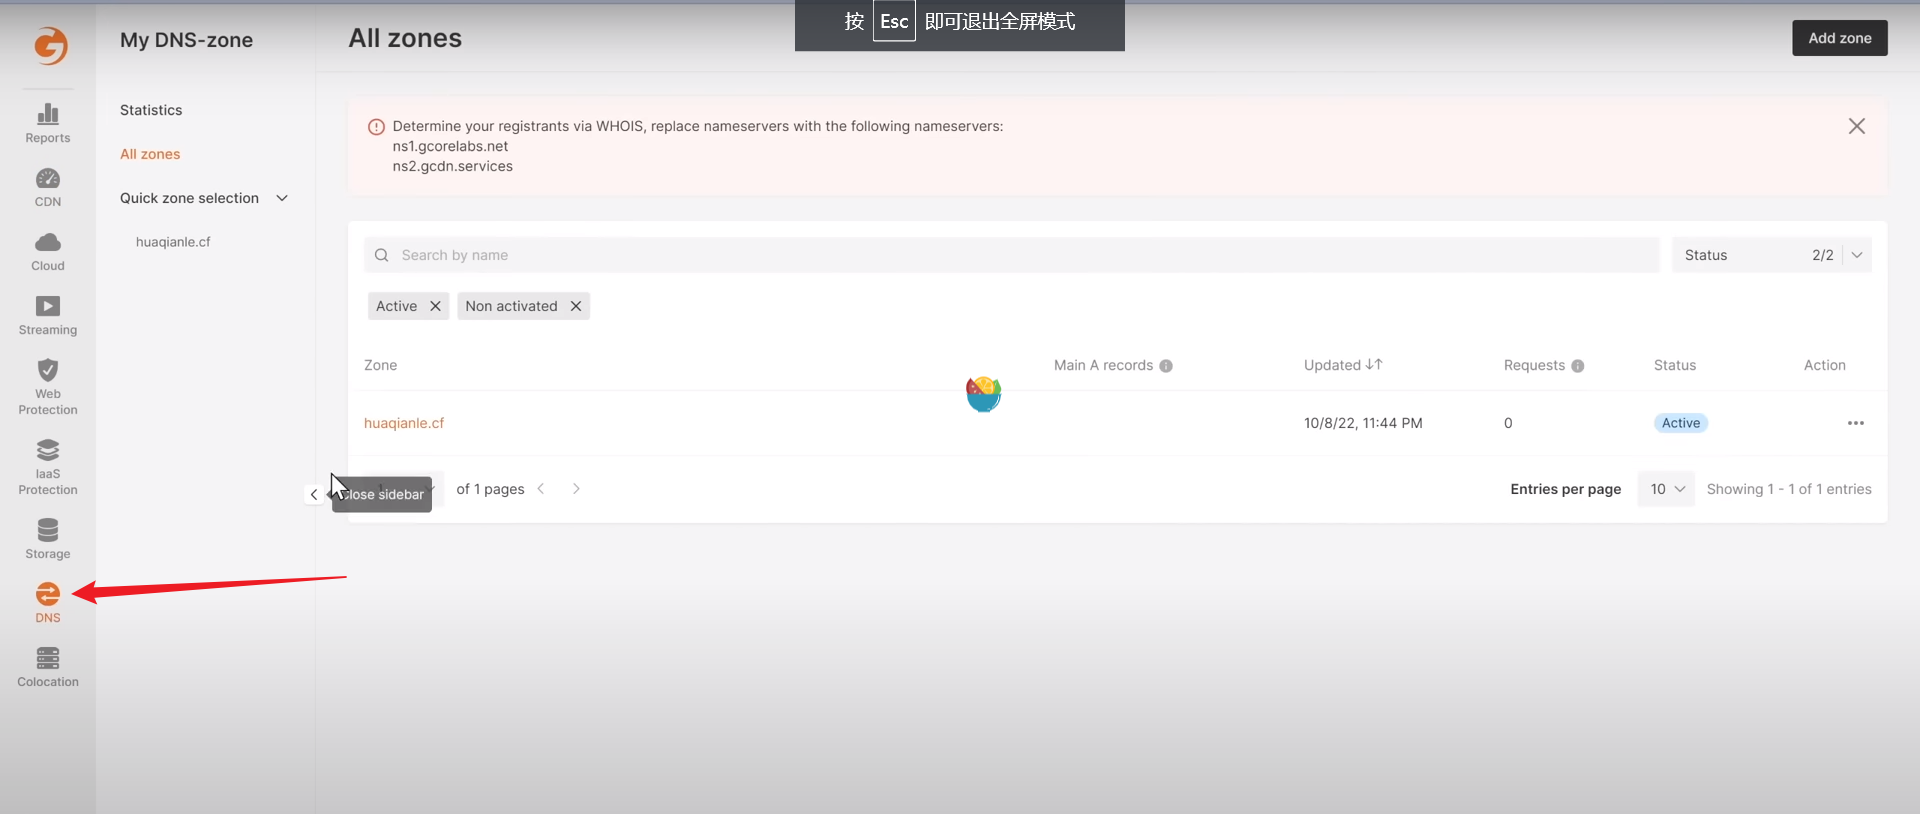 按 Esc 即可退出全屏模式
My DNS-zone
All zones
Add zone
Reports
CDN
Cloud
Streaming
Web
Protection
IaaS
Protection
Storage
DNS
Colocation
Statistics
All zones
Quick zone selection
huaqianle.cf
Determine your registrants via WHOIS, replace nameservers with the following nameservers:
ns1.gcorelabs.net
ns2.gcdn.services
Search by name
Status 2/2
Active Non activated
Zone Main A records Updated Requests Status Action
huaqianle.cf 10/8/22, 11:44 PM 0 Active
Close sidebar
1 of 1 pages
Entries per page 10 Showing 1 - 1 of 1 entries